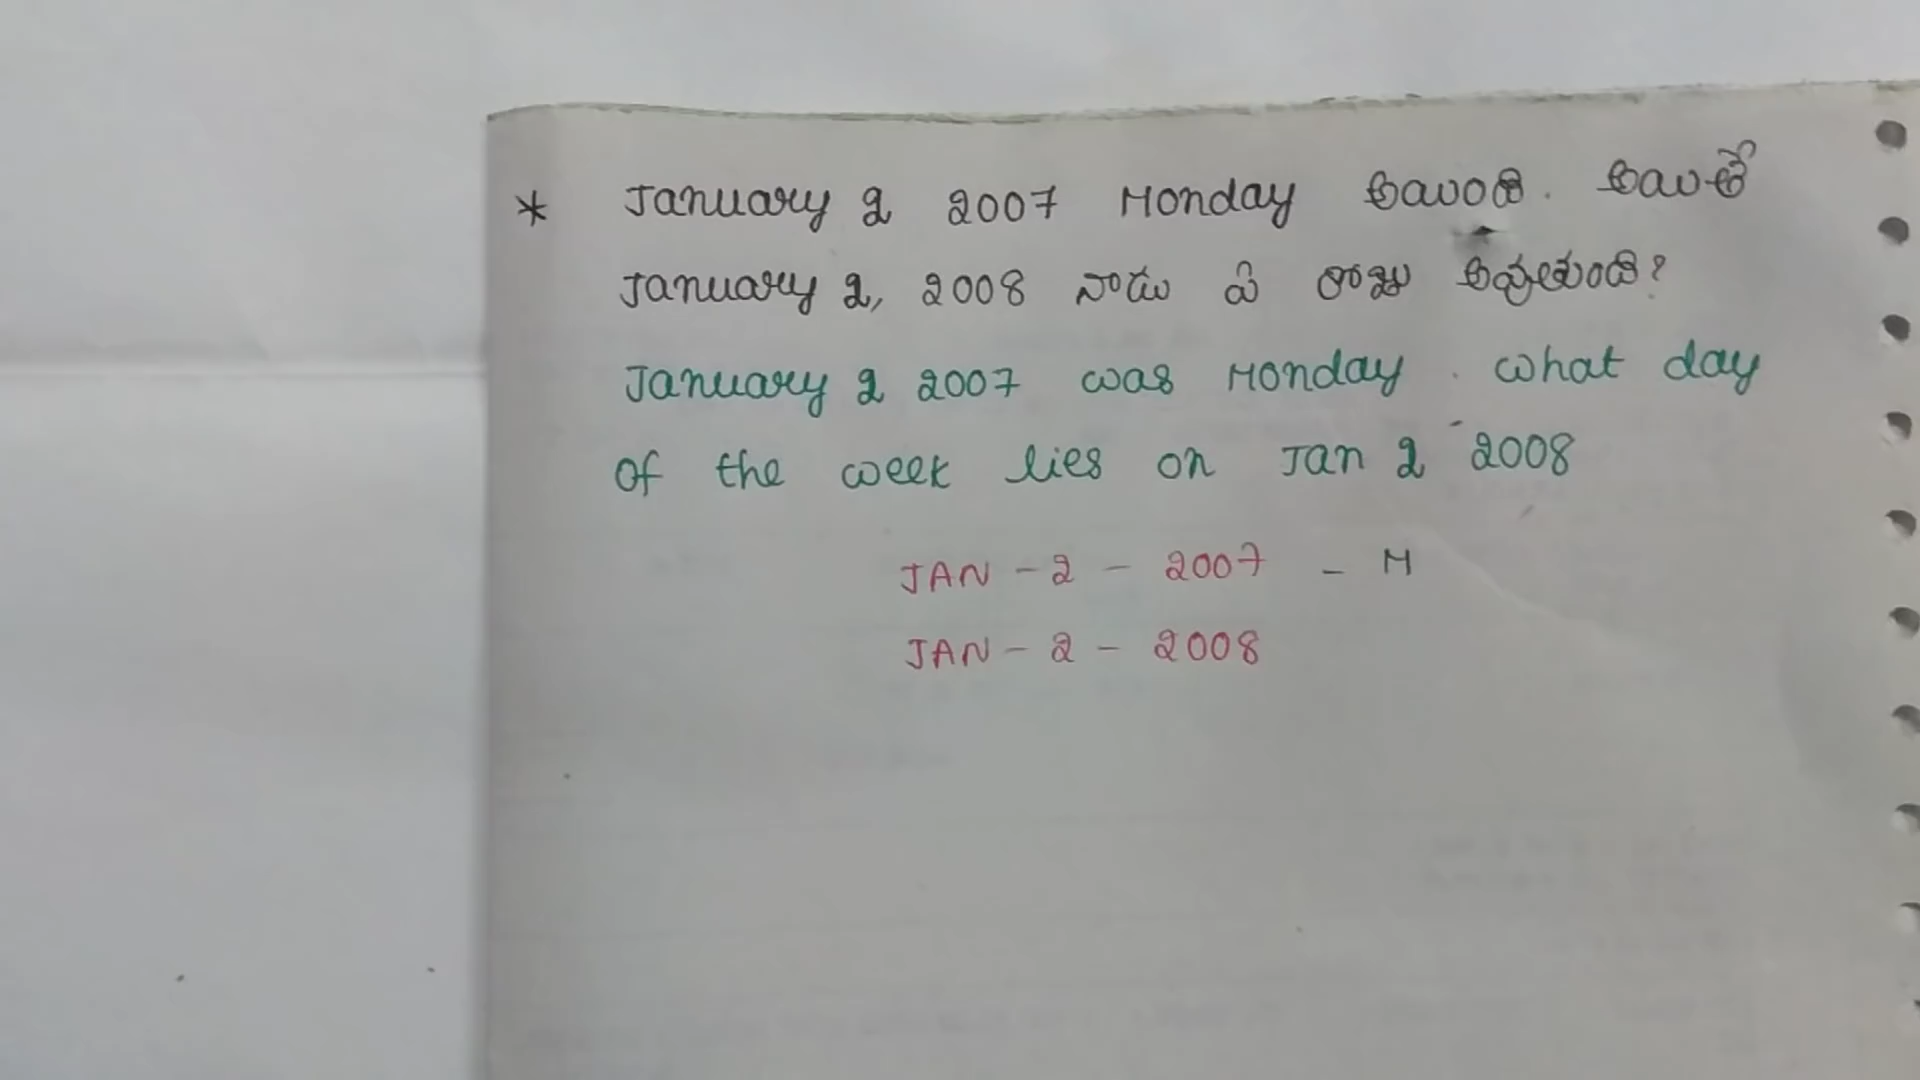 * January 2 2007 Monday అయింది. అయితే
January 2, 2008 నాడు ఏ రోజు అవుతుంది?
January 2 2007 was Monday. What day
of the week lies on Jan 2 2008
JAN - 2 - 2007 - M
JAN - 2 - 2008